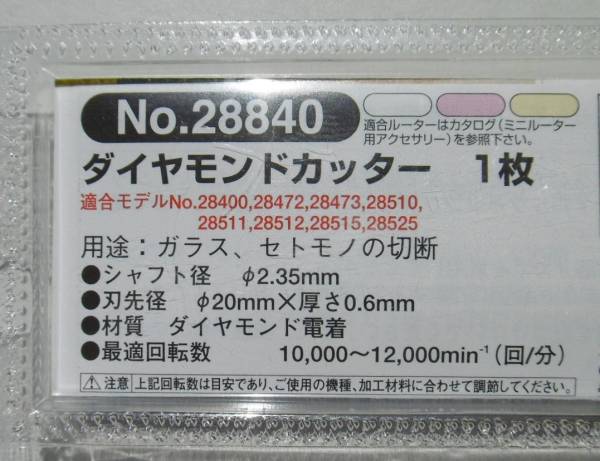 No.28840
適合ルーターはカタログ(ミニルーター
用アクセサリー)を参照下さい。
ダイヤモンドカッター 1枚
適合モデルNo.28400,28472,28473,28510,
28511,28512,28515,28525
用途:ガラス、セトモノの切断
●シャフト径 φ2.35mm
●刃先径 φ20mm×厚さ0.6mm
●材質 ダイヤモンド電着
●最適回転数 10,000〜12,000min⁻¹(回/分)
⚠注意 上記回転数は目安であり、ご使用の機種、加工材料に合わせて調節してください。